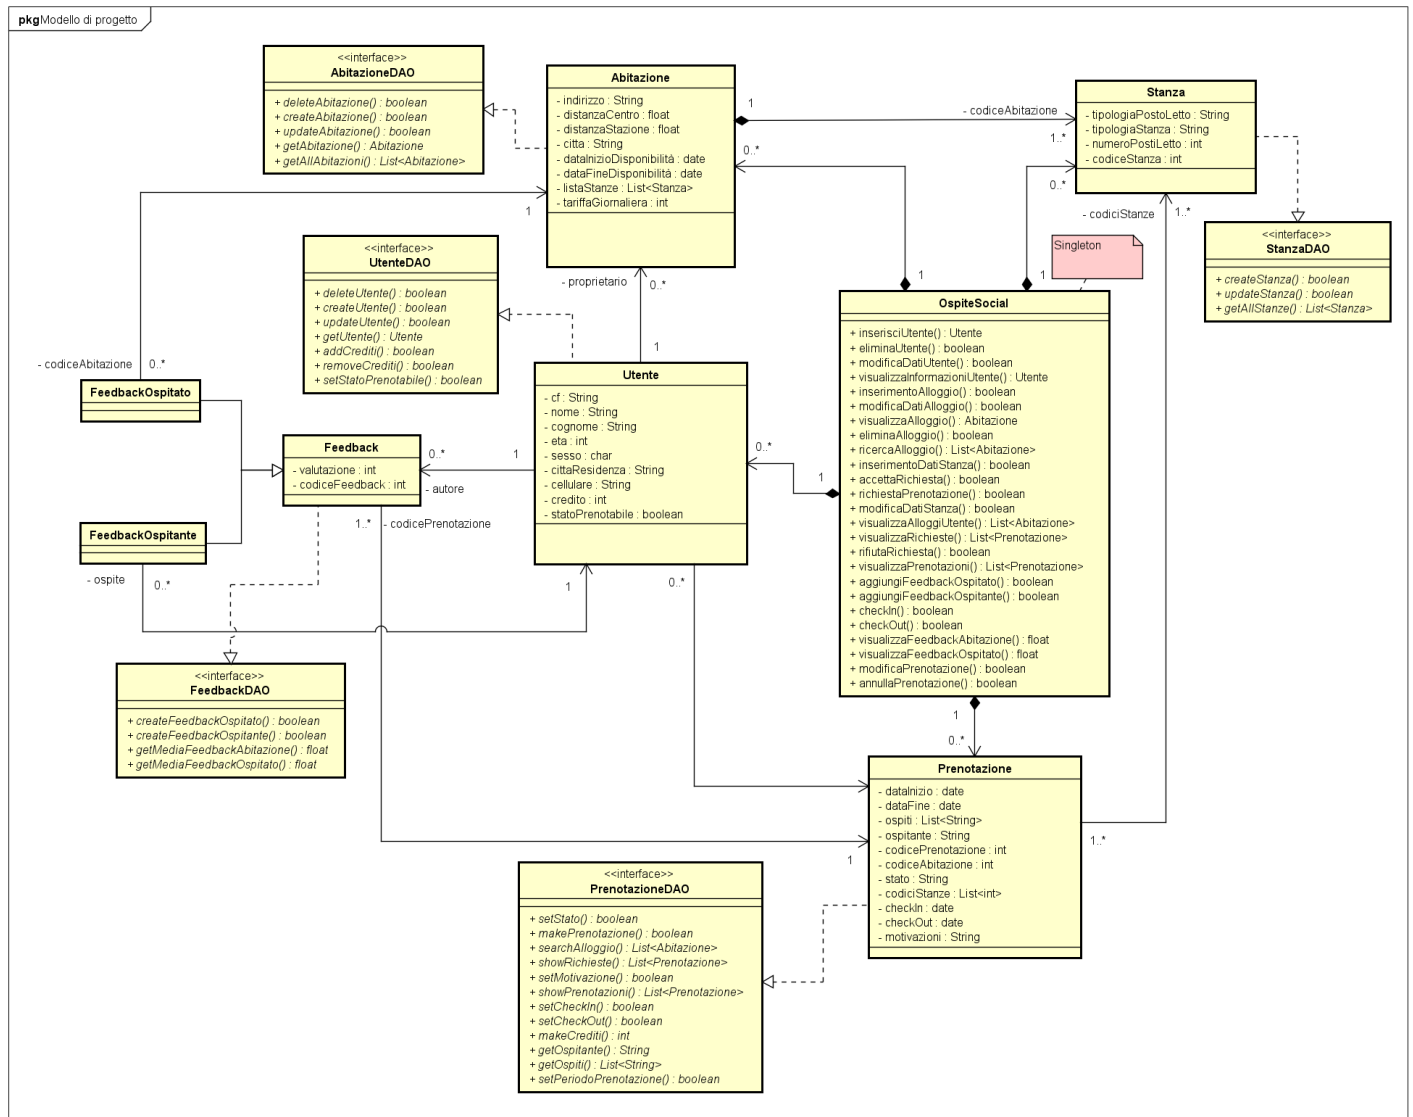 pkg Modello di progetto
<<interface>>
AbitazioneDAO
+ deleteAbitazione() : boolean
+ createAbitazione() : boolean
+ updateAbitazione() : boolean
+ getAbitazione() : Abitazione
+ getAllAbitazioni() : List<Abitazione>
Abitazione
- indirizzo : String
- distanzaCentro : float
- distanzaStazione : float
- citta : String
- dataInizioDisponibilità : date
- dataFineDisponibilità : date
- listaStanze : List<Stanza>
- tariffaGiornaliera : int
1
- codiceAbitazione
1..*
0..*
0..*
Stanza
- tipologiaPostoLetto : String
- tipologiaStanza : String
- numeroPostiLetto : int
- codiceStanza : int
- codiciStanze
1..*
<<interface>>
StanzaDAO
+ createStanza() : boolean
+ updateStanza() : boolean
+ getAllStanze() : List<Stanza>
Singleton
1
1
1
<<interface>>
UtenteDAO
+ deleteUtente() : boolean
+ createUtente() : boolean
+ updateUtente() : boolean
+ getUtente() : Utente
+ addCrediti() : boolean
+ removeCrediti() : boolean
+ setStatoPrenotabile() : boolean
- proprietario
0..*
1
OspiteSocial
+ inserisciUtente() : Utente
+ eliminaUtente() : boolean
+ modificaDatiUtente() : boolean
+ visualizzaInformazioniUtente() : Utente
+ inserimentoAlloggio() : boolean
+ modificaDatiAlloggio() : boolean
+ visualizzaAlloggio() : Abitazione
+ eliminaAlloggio() : boolean
+ ricercaAlloggio() : List<Abitazione>
+ inserimentoDatiStanza() : boolean
+ accettaRichiesta() : boolean
+ richiestaPrenotazione() : boolean
+ modificaDatiStanza() : boolean
+ visualizzaAlloggiUtente() : List<Abitazione>
+ visualizzaRichieste() : List<Prenotazione>
+ rifiutaRichiesta() : boolean
+ visualizzaPrenotazioni() : List<Prenotazione>
+ aggiungiFeedbackOspitato() : boolean
+ aggiungiFeedbackOspitante() : boolean
+ checkIn() : boolean
+ checkOut() : boolean
+ visualizzaFeedbackAbitazione() : float
+ visualizzaFeedbackOspitato() : float
+ modificaPrenotazione() : boolean
+ annullaPrenotazione() : boolean
- codiceAbitazione
0..*
FeedbackOspitato
Utente
- cf : String
- nome : String
- cognome : String
- eta : int
- sesso : char
- cittaResidenza : String
- cellulare : String
- credito : int
- statoPrenotabile : boolean
0..*
1
Feedback
- valutazione : int
- codiceFeedback : int
0..*
1
- autore
1..*
- codicePrenotazione
FeedbackOspitante
- ospite
0..*
1
0..*
<<interface>>
FeedbackDAO
+ createFeedbackOspitato() : boolean
+ createFeedbackOspitante() : boolean
+ getMediaFeedbackAbitazione() : float
+ getMediaFeedbackOspitato() : float
1
0..*
Prenotazione
- dataInizio : date
- dataFine : date
- ospiti : List<String>
- ospitante : String
- codicePrenotazione : int
- codiceAbitazione : int
- stato : String
- codiciStanze : List<int>
- checkIn : date
- checkOut : date
- motivazioni : String
1
1..*
<<interface>>
PrenotazioneDAO
+ setStato() : boolean
+ makePrenotazione() : boolean
+ searchAlloggio() : List<Abitazione>
+ showRichieste() : List<Prenotazione>
+ setMotivazione() : boolean
+ showPrenotazioni() : List<Prenotazione>
+ setCheckIn() : boolean
+ setCheckOut() : boolean
+ makeCrediti() : int
+ getOspitante() : String
+ getOspiti() : List<String>
+ setPeriodoPrenotazione() : boolean